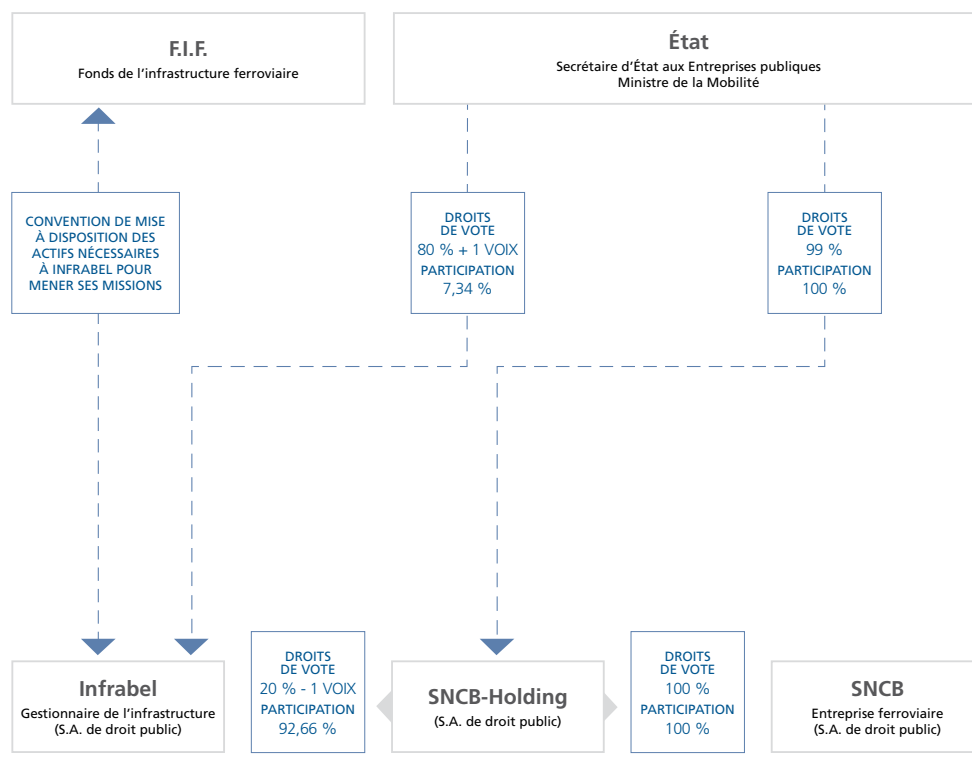 F.I.F.
Fonds de l'infrastructure ferroviaire
État
Secrétaire d'État aux Entreprises publiques
Ministre de la Mobilité
CONVENTION DE MISE
À DISPOSITION DES
ACTIFS NÉCESSAIRES
À INFRABEL POUR
MENER SES MISSIONS
DROITS
DE VOTE
80 % + 1 VOIX
PARTICIPATION
7,34 %
DROITS
DE VOTE
99 %
PARTICIPATION
100 %
Infrabel
Gestionnaire de l'infrastructure
(S.A. de droit public)
DROITS
DE VOTE
20 % - 1 VOIX
PARTICIPATION
92,66 %
SNCB-Holding
(S.A. de droit public)
DROITS
DE VOTE
100 %
PARTICIPATION
100 %
SNCB
Entreprise ferroviaire
(S.A. de droit public)